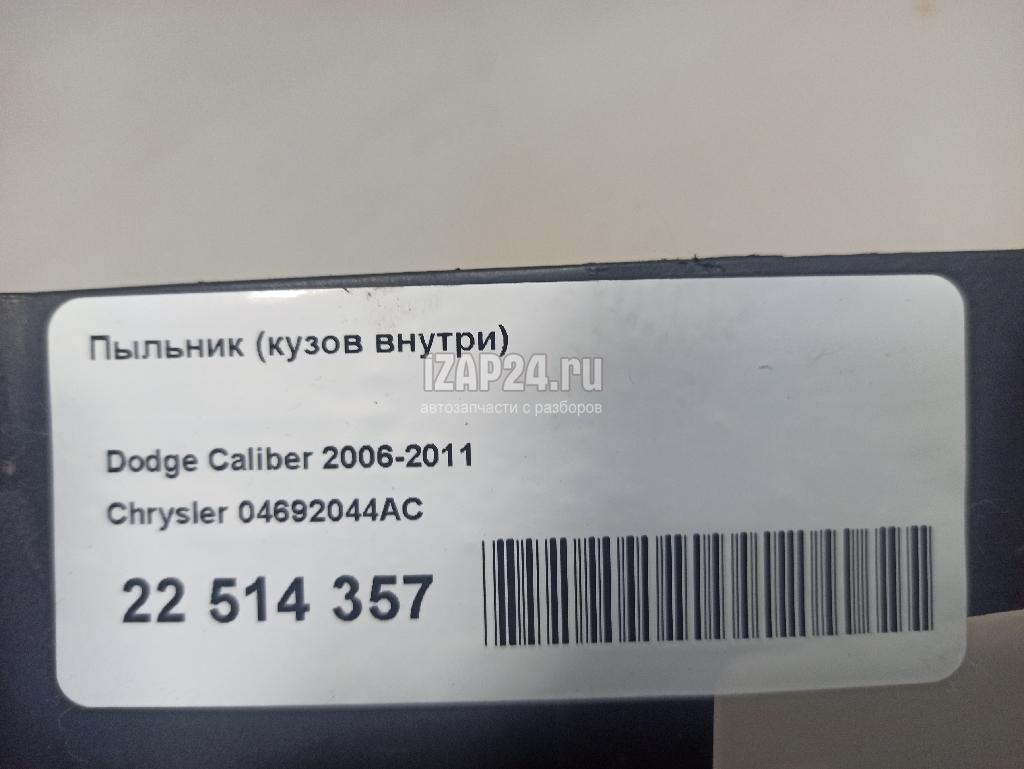 Пыльник (кузов внутри)
IZAP24.ru
автозапчасти с разборов
Dodge Caliber 2006-2011
Chrysler 04692044AC
22 514 357